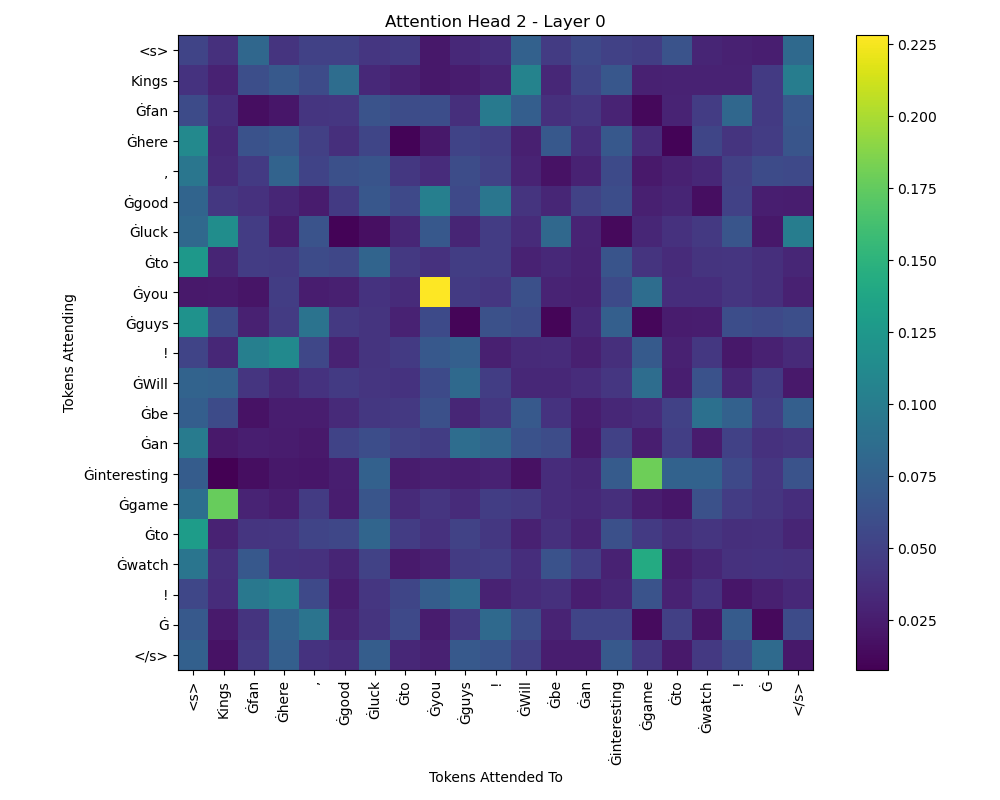 Attention Head 2 - Layer 0
Tokens Attending
<s>
Kings
Ġfan
Ġhere
,
Ġgood
Ġluck
Ġto
Ġyou
Ġguys
!
ĠWill
Ġbe
Ġan
Ġinteresting
Ġgame
Ġto
Ġwatch
!
Ġ
</s>
<s>
Kings
Ġfan
Ġhere
,
Ġgood
Ġluck
Ġto
Ġyou
Ġguys
!
ĠWill
Ġbe
Ġan
Ġinteresting
Ġgame
Ġto
Ġwatch
!
Ġ
</s>
Tokens Attended To
0.225
0.200
0.175
0.150
0.125
0.100
0.075
0.050
0.025